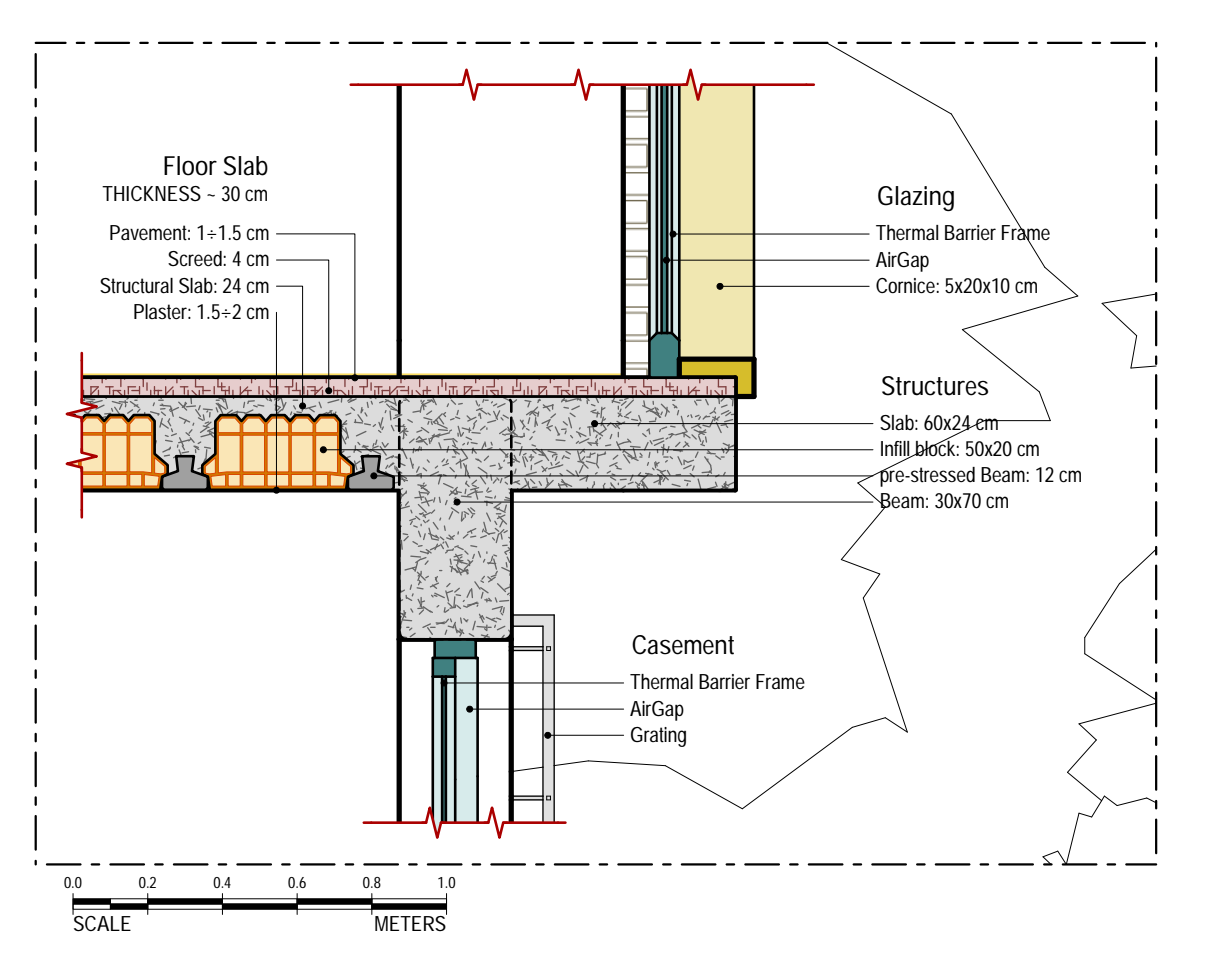 Floor Slab
THICKNESS ~ 30 cm
Pavement: 1÷1.5 cm
Screed: 4 cm
Structural Slab: 24 cm
Plaster: 1.5÷2 cm
Glazing
Thermal Barrier Frame
AirGap
Cornice: 5x20x10 cm
Structures
Slab: 60x24 cm
Infill block: 50x20 cm
pre-stressed Beam: 12 cm
Beam: 30x70 cm
Casement
Thermal Barrier Frame
AirGap
Grating
0.0 0.2 0.4 0.6 0.8 1.0
SCALE METERS